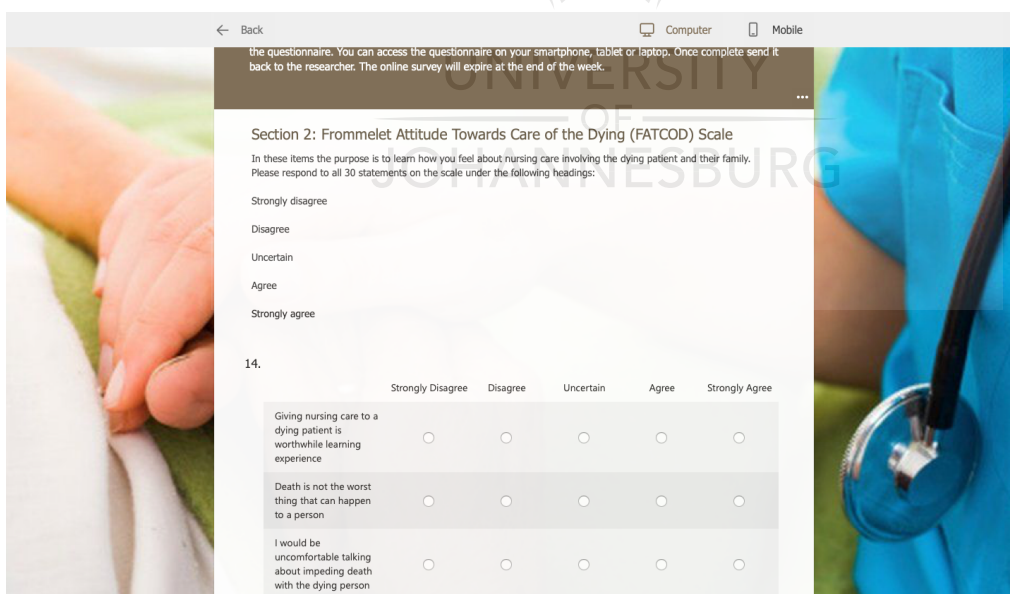 Back
Computer
Mobile
the questionnaire. You can access the questionnaire on your smartphone, tablet or laptop. Once complete send it
back to the researcher. The online survey will expire at the end of the week.
UNIVERSITY
OF
JOHANNESBURG
Section 2: Frommelet Attitude Towards Care of the Dying (FATCOD) Scale
In these items the purpose is to learn how you feel about nursing care involving the dying patient and their family.
Please respond to all 30 statements on the scale under the following headings:
Strongly disagree
Disagree
Uncertain
Agree
Strongly agree
14.
Strongly Disagree Disagree Uncertain Agree Strongly Agree
Giving nursing care to a
dying patient is
worthwhile learning
experience
Death is not the worst
thing that can happen
to a person
I would be
uncomfortable talking
about impeding death
with the dying person